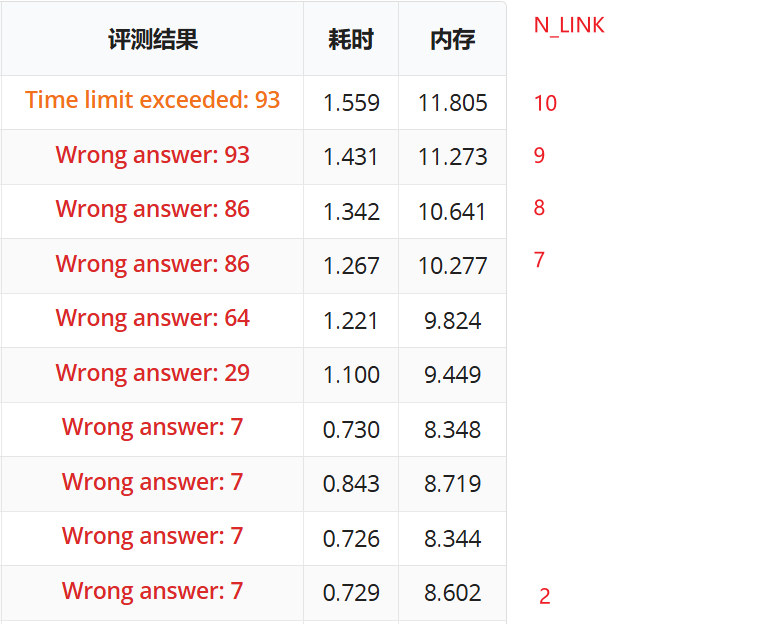 评测结果 耗时 内存 N_LINK
Time limit exceeded: 93 1.559 11.805 10
Wrong answer: 93 1.431 11.273 9
Wrong answer: 86 1.342 10.641 8
Wrong answer: 86 1.267 10.277 7
Wrong answer: 64 1.221 9.824
Wrong answer: 29 1.100 9.449
Wrong answer: 7 0.730 8.348
Wrong answer: 7 0.843 8.719
Wrong answer: 7 0.726 8.344
Wrong answer: 7 0.729 8.602 2